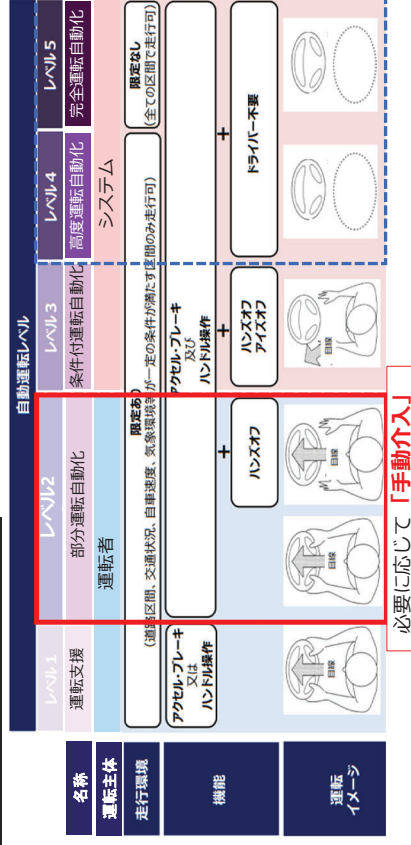 自動運転レベル
レベル1
レベル2
レベル3
レベル4
レベル5
名称
運転支援
部分運転自動化
条件付運転自動化
高度運転自動化
完全運転自動化
運転主体
運転者
システム
走行環境
限定あり
(道路区間、交通状況、自車速度、気象環境等が一定の条件が満たす区間のみ走行可)
限定なし
(全ての区間で走行可)
機能
アクセル・ブレーキ
又は
ハンドル操作
アクセル・ブレーキ
及び
ハンドル操作
+
ハンズオフ
+
ハンズオフ
アイズオフ
+
ドライバー不要
運転
イメージ
目線
目線
目線
目線
必要に応じて「手動介入」